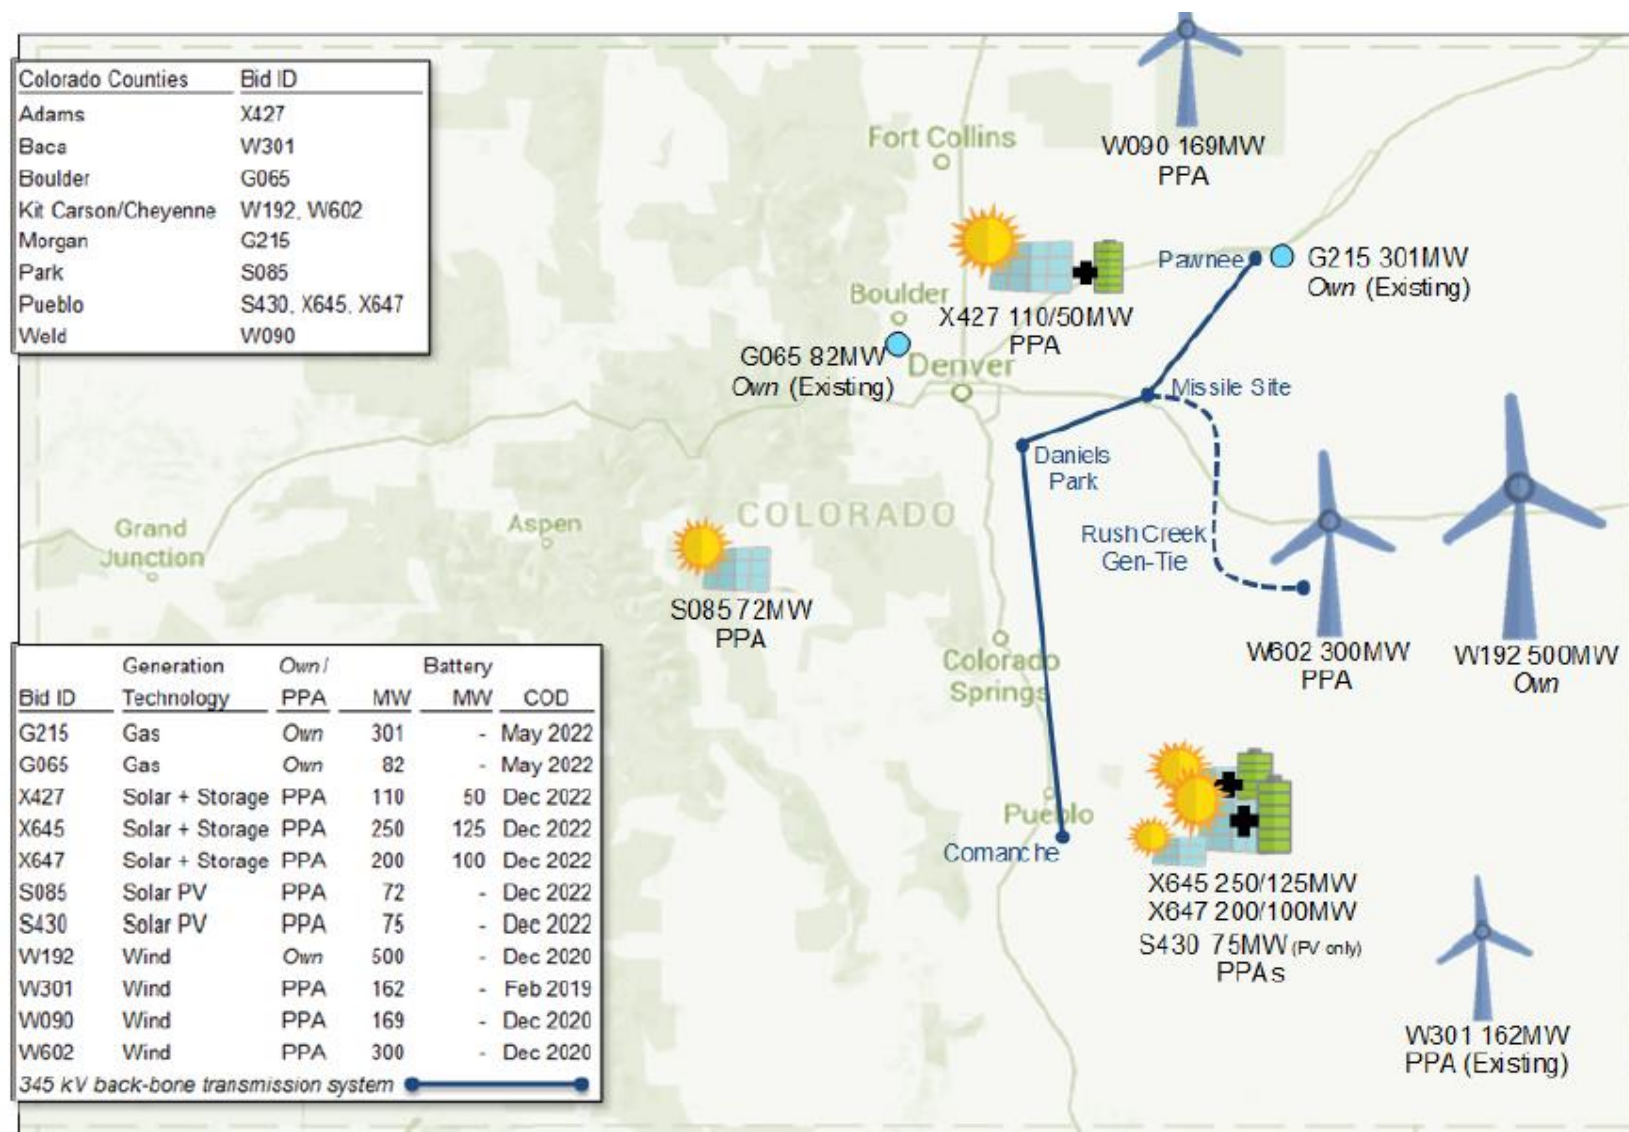 Colorado Counties Bid ID
Adams X427
Baca W301
Boulder G065
Kit Carson/Cheyenne W192, W602
Morgan G215
Park S085
Pueblo S430, X645, X647
Weld W090
W090 169MW
PPA
Fort Collins
Pawnee
G215 301MW
Own (Existing)
Boulder
X427 110/50MW
PPA
G065 82MW
Own (Existing)
Denver
Missile Site
Daniels
Park
COLORADO
Grand
Junction
Aspen
Rush Creek
Gen-Tie
S085 72MW
PPA
W602 300MW
PPA
W192 500MW
Own
Colorado
Springs
Pueblo
Comanche
X645 250/125MW
X647 200/100MW
S430 75MW (PV only)
PPAs
W301 162MW
PPA (Existing)
Generation Own / Battery
Bid ID Technology PPA MW MW COD
G215 Gas Own 301 - May 2022
G065 Gas Own 82 - May 2022
X427 Solar + Storage PPA 110 50 Dec 2022
X645 Solar + Storage PPA 250 125 Dec 2022
X647 Solar + Storage PPA 200 100 Dec 2022
S085 Solar PV PPA 72 - Dec 2022
S430 Solar PV PPA 75 - Dec 2022
W192 Wind Own 500 - Dec 2020
W301 Wind PPA 162 - Feb 2019
W090 Wind PPA 169 - Dec 2020
W602 Wind PPA 300 - Dec 2020
345 kV back-bone transmission system